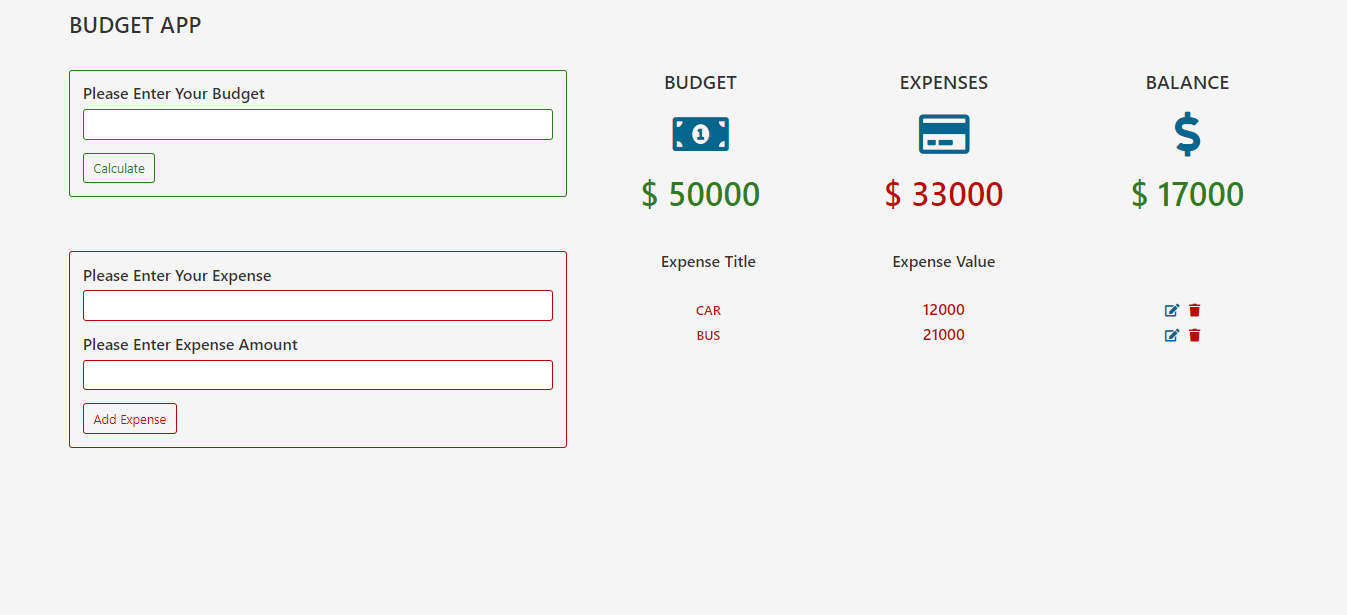 BUDGET APP
Please Enter Your Budget
Calculate
BUDGET
EXPENSES
BALANCE
1
$
$ 50000
$ 33000
$ 17000
Please Enter Your Expense
Please Enter Expense Amount
Add Expense
Expense Title
Expense Value
CAR
12000
BUS
21000